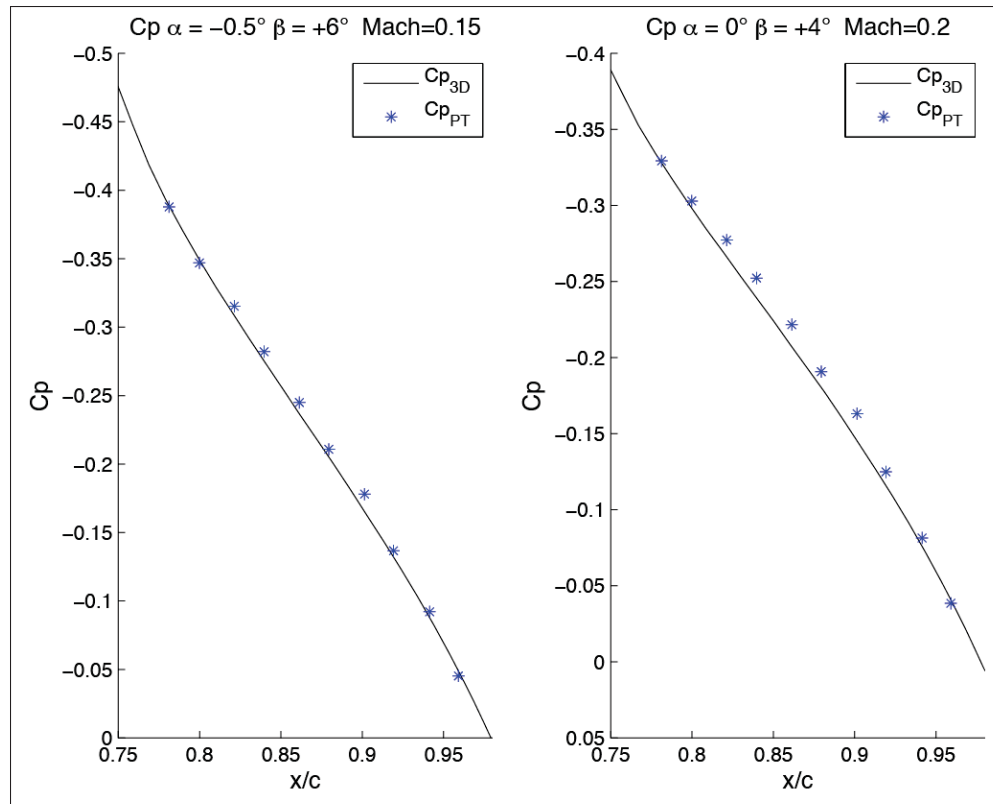 Cp α = −0.5° β = +6° Mach=0.15
−0.5
−0.45
−0.4
−0.35
−0.3
−0.25
−0.2
−0.15
−0.1
−0.05
0
Cp
0.75 0.8 0.85 0.9 0.95
x/c
Cp3D
CpPT
Cp α = 0° β = +4° Mach=0.2
−0.4
−0.35
−0.3
−0.25
−0.2
−0.15
−0.1
−0.05
0
0.05
Cp
0.75 0.8 0.85 0.9 0.95
x/c
Cp3D
CpPT